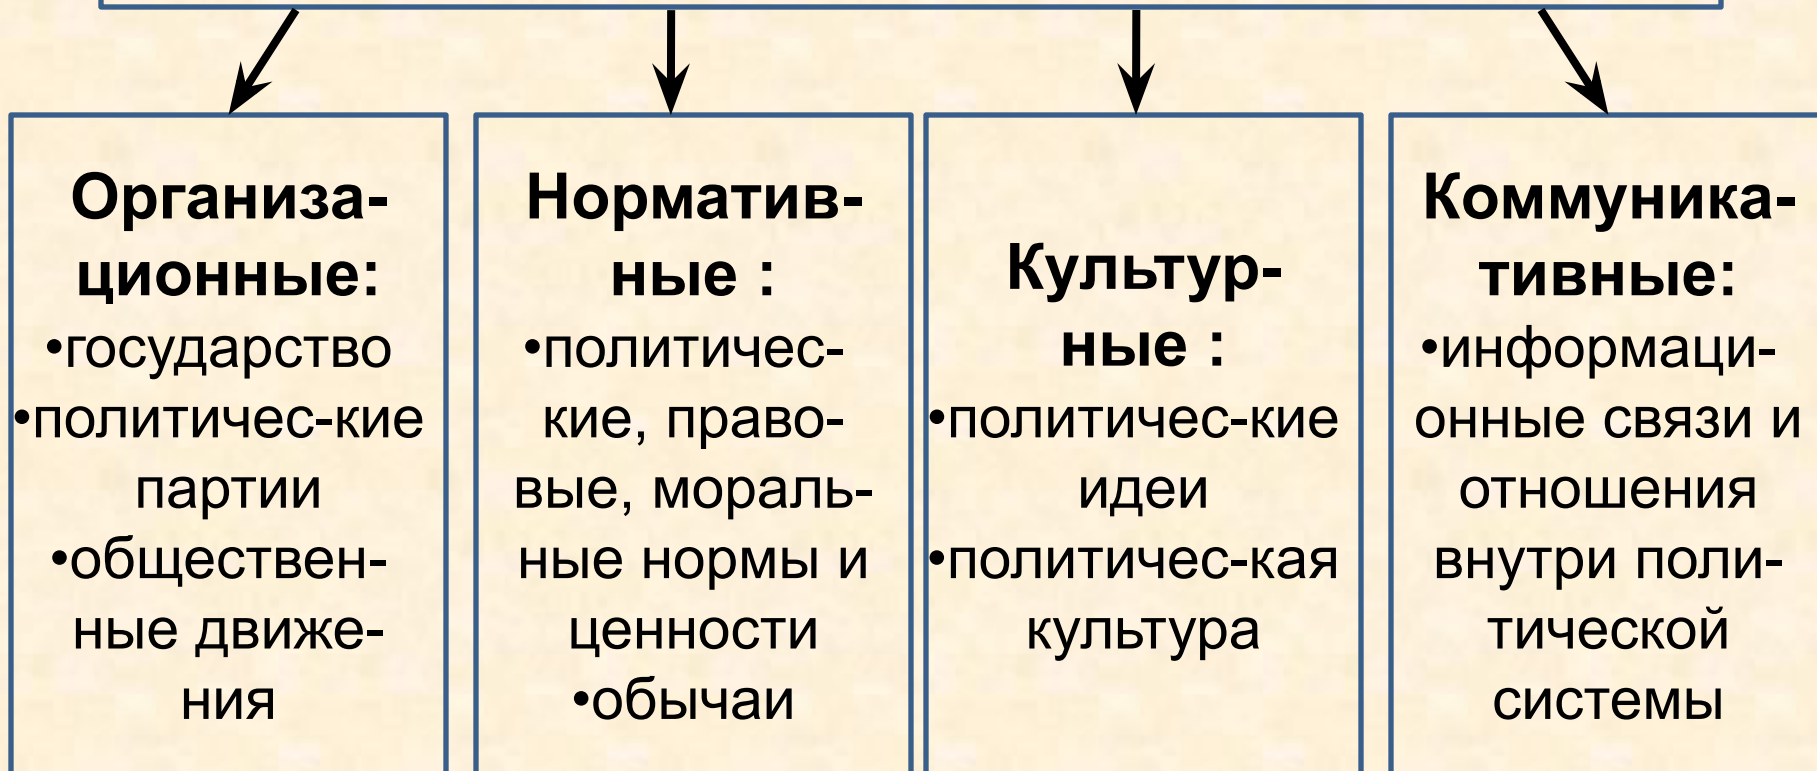 Организа-
ционные:
•государство
•политичес-кие
партии
•обществен-
ные движе-
ния
Норматив-
ные :
•политичес-
кие, право-
вые, мораль-
ные нормы и
ценности
•обычаи
Культур-
ные :
•политичес-кие
идеи
•политичес-кая
культура
Коммуника-
тивные:
•информаци-
онные связи и
отношения
внутри поли-
тической
системы